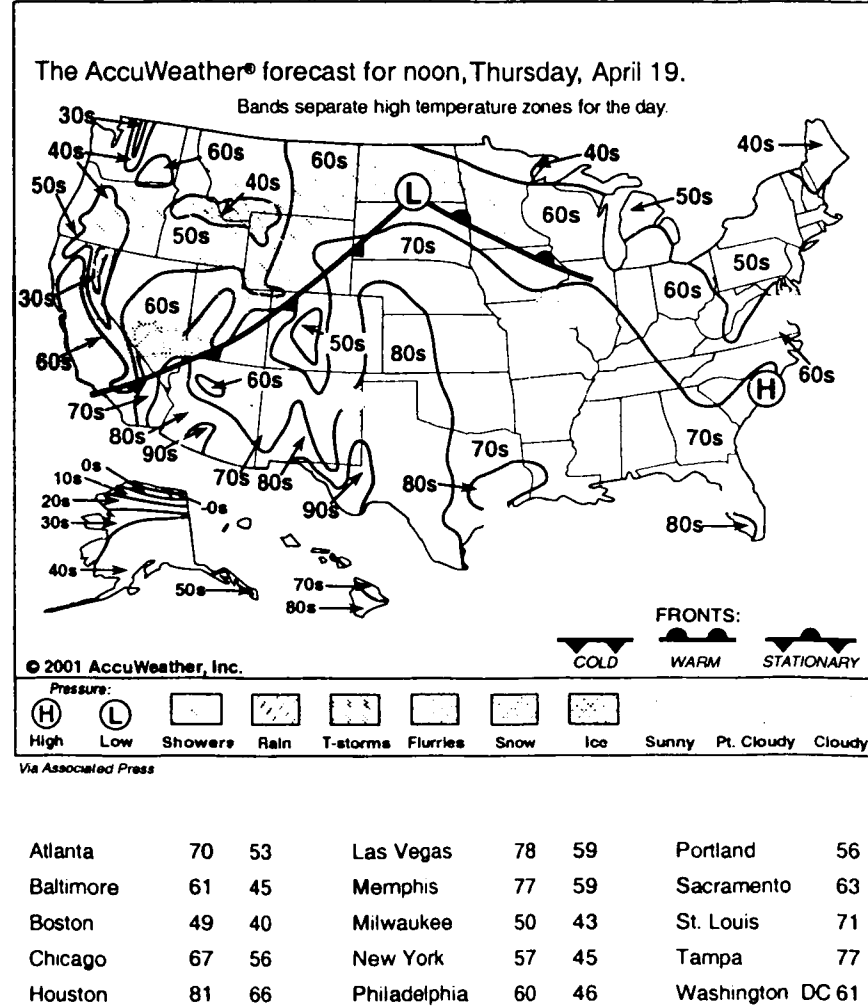 The AccuWeather® forecast for noon, Thursday, April 19.
Bands separate high temperature zones for the day.
30s
40s
50s
60s
40s
50s
60s
40s
60s
50s
40s
L
70s
50s
60s
30s
60s
60s
50s
80s
60s
60s
H
70s
80s
90s
70s
80s
90s
70s
80s
70s
80s
0s
10s
20s
30s
-0s
40s
50s
70s
80s
FRONTS:
COLD WARM STATIONARY
© 2001 AccuWeather, Inc.
Pressure:
H L
High Low Showers Rain T-storms Flurries Snow Ice Sunny Pt. Cloudy Cloudy
Via Associated Press
Atlanta 70 53 Las Vegas 78 59 Portland 56
Baltimore 61 45 Memphis 77 59 Sacramento 63
Boston 49 40 Milwaukee 50 43 St. Louis 71
Chicago 67 56 New York 57 45 Tampa 77
Houston 81 66 Philadelphia 60 46 Washington DC 61